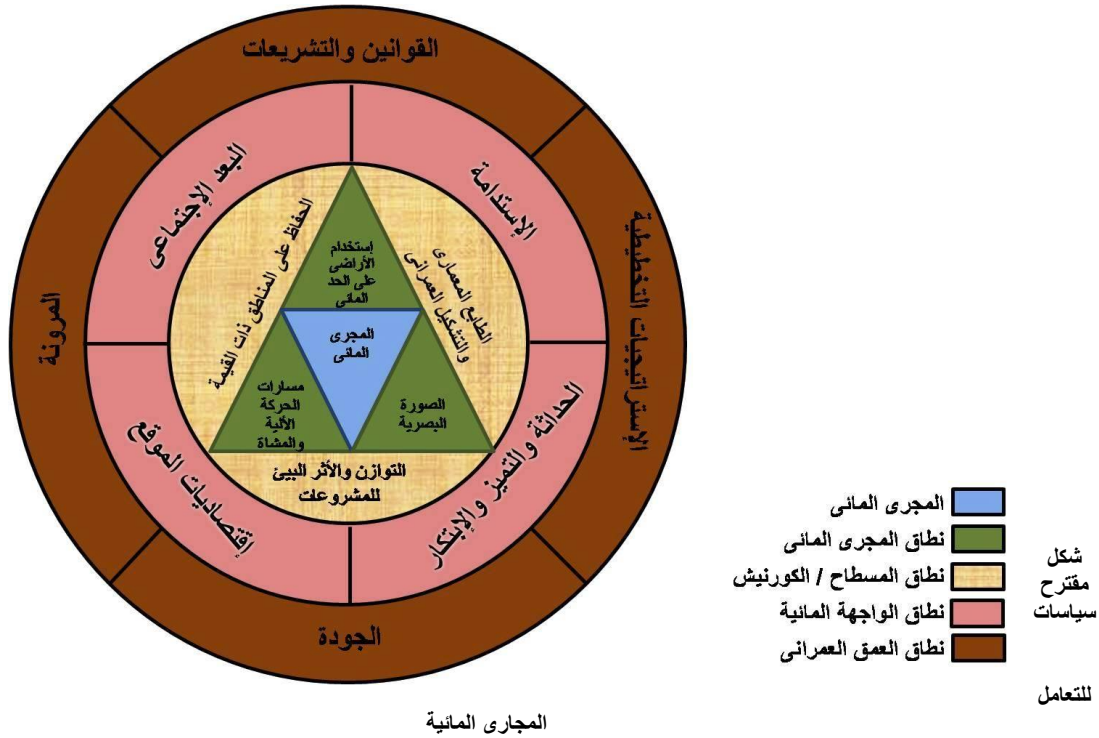 القوانين والتشريعات
البعد الإجتماعى
الإستدامة
المرونة
الإستراتيجيات التخطيطية
الحفاظ على المناطق ذات القيمة
الطابع المعمارى
والتشكيل العمرانى
إستخدام
الأراضى
على الحد
المائى
المجرى
المائى
مسارات
الحركة
الألية
والمشاة
الصورة
البصرية
التوازن والأثر البيئ
للمشروعات
إقتصاديات الموقع
الحداثة والتميز والإبتكار
الجودة
المجرى المائى
نطاق المجرى المائى
نطاق المسطاح / الكورنيش
نطاق الواجهة المائية
نطاق العمق العمرانى
شكل
مقترح
سياسات
للتعامل
المجارى المائية